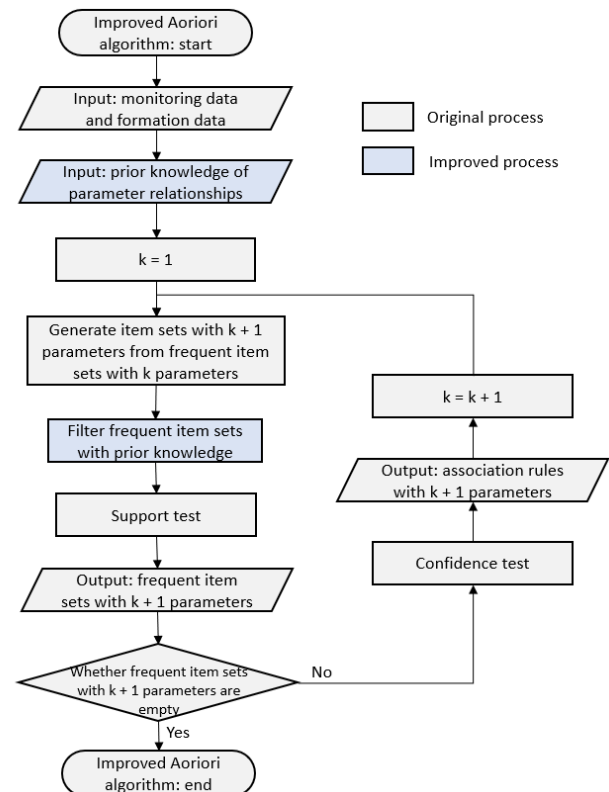 Improved Aoriori
algorithm: start
Input: monitoring data
and formation data
Input: prior knowledge of
parameter relationships
k = 1
Generate item sets with k + 1
parameters from frequent item
sets with k parameters
Filter frequent item sets
with prior knowledge
Support test
Output: frequent item
sets with k + 1 parameters
Whether frequent item sets
with k + 1 parameters are
empty
Yes
Improved Aoriori
algorithm: end
No
Confidence test
Output: association rules
with k + 1 parameters
k = k + 1
Original process
Improved process